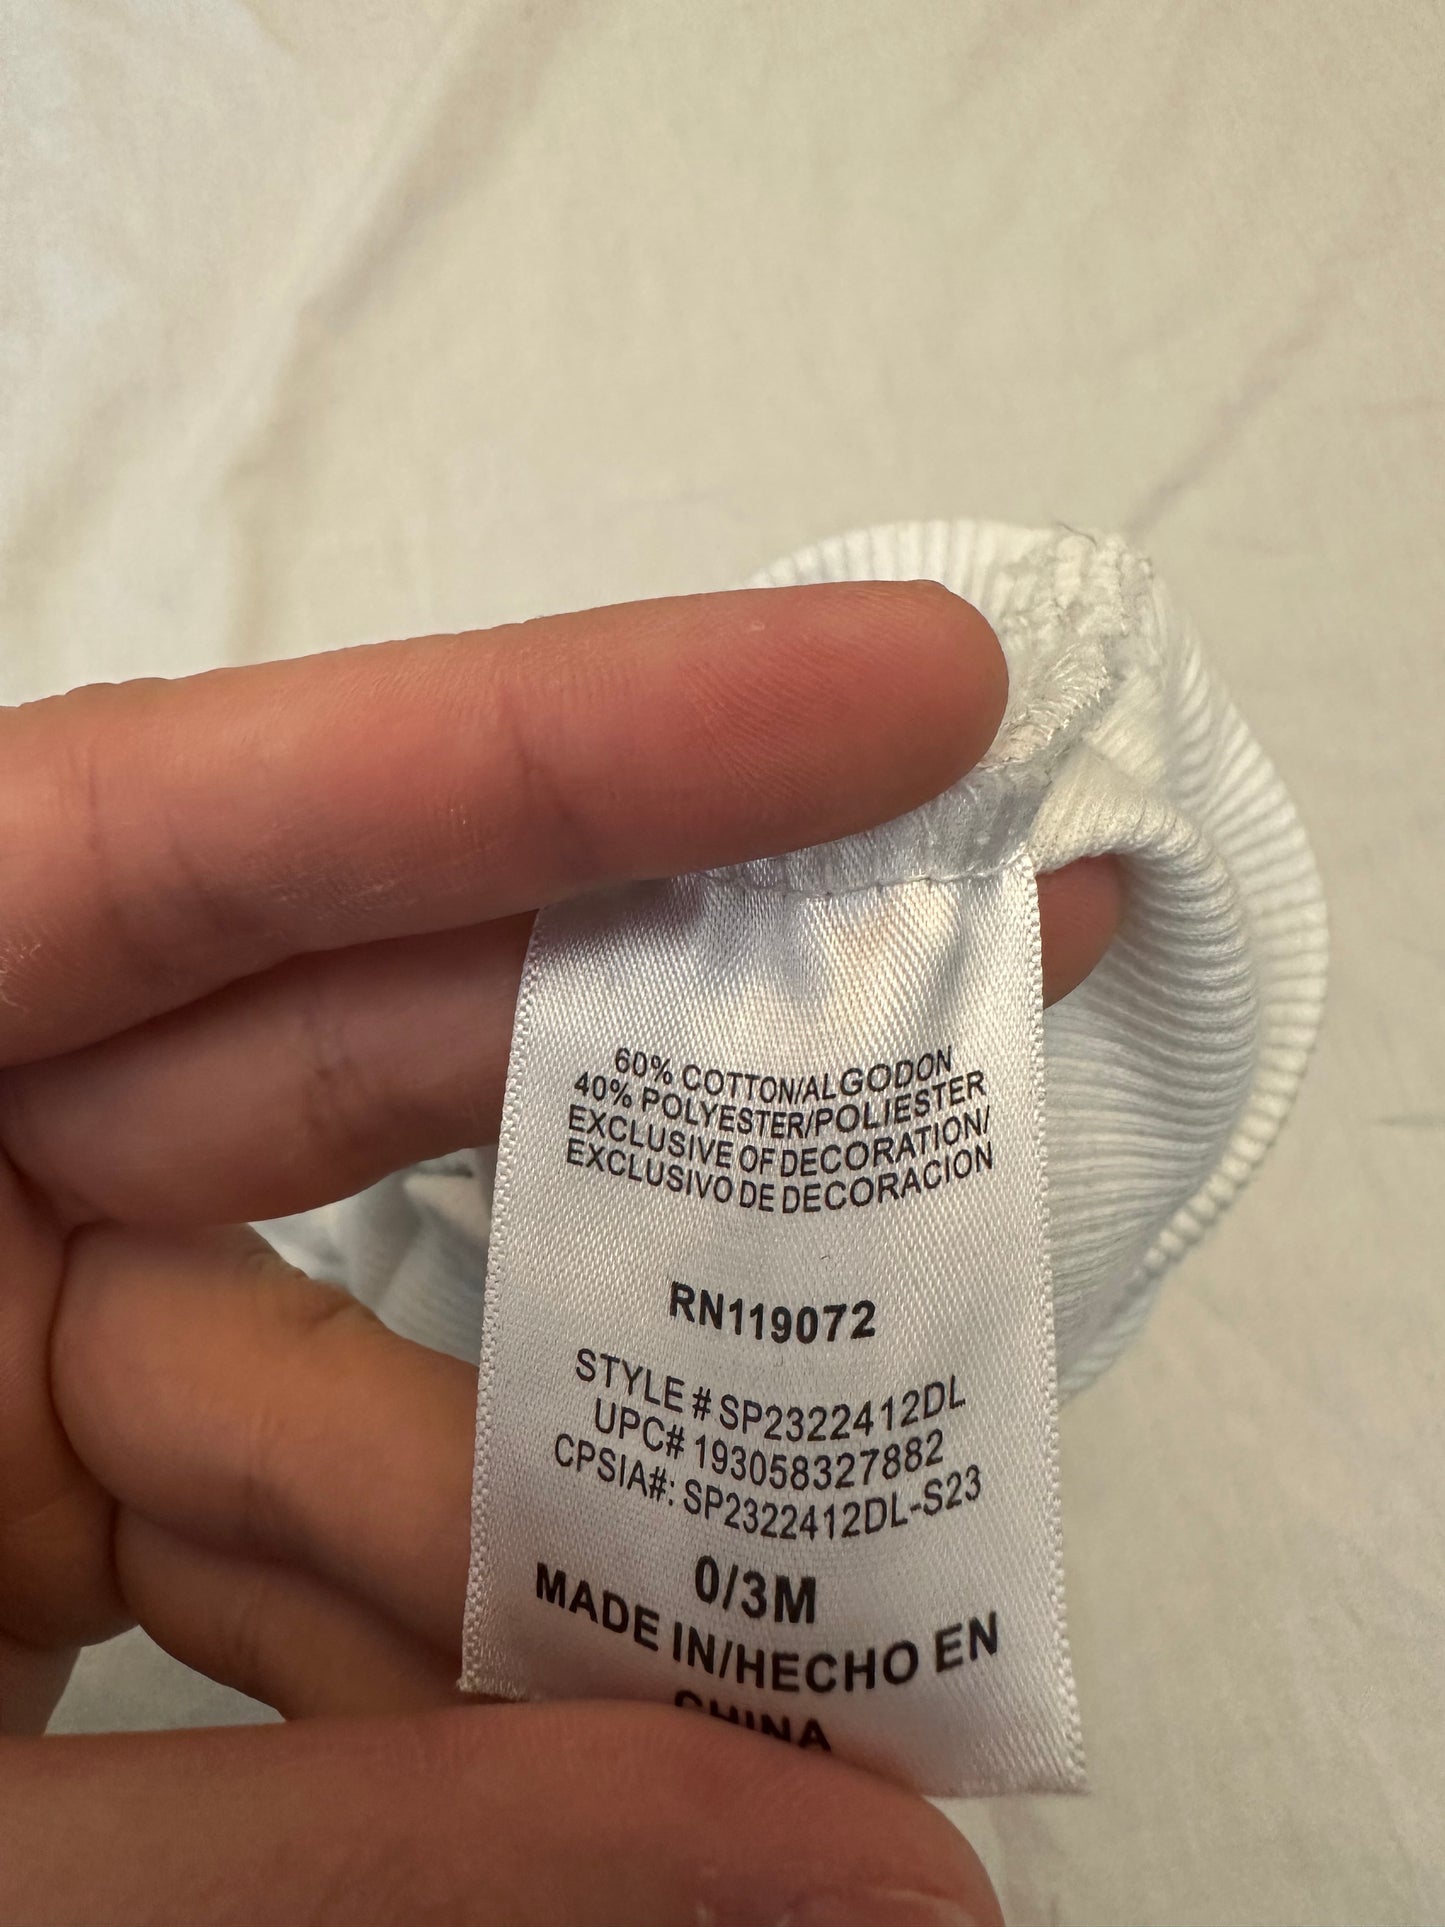 60% COTTON/ALGODON
40% POLYESTER/POLIESTER
EXCLUSIVE OF DECORATION/
EXCLUSIVO DE DECORACION
RN119072
STYLE # SP2322412DL
UPC# 193058327882
CPSIA#: SP2322412DL-S23
0/3M
MADE IN/HECHO EN
CHINA